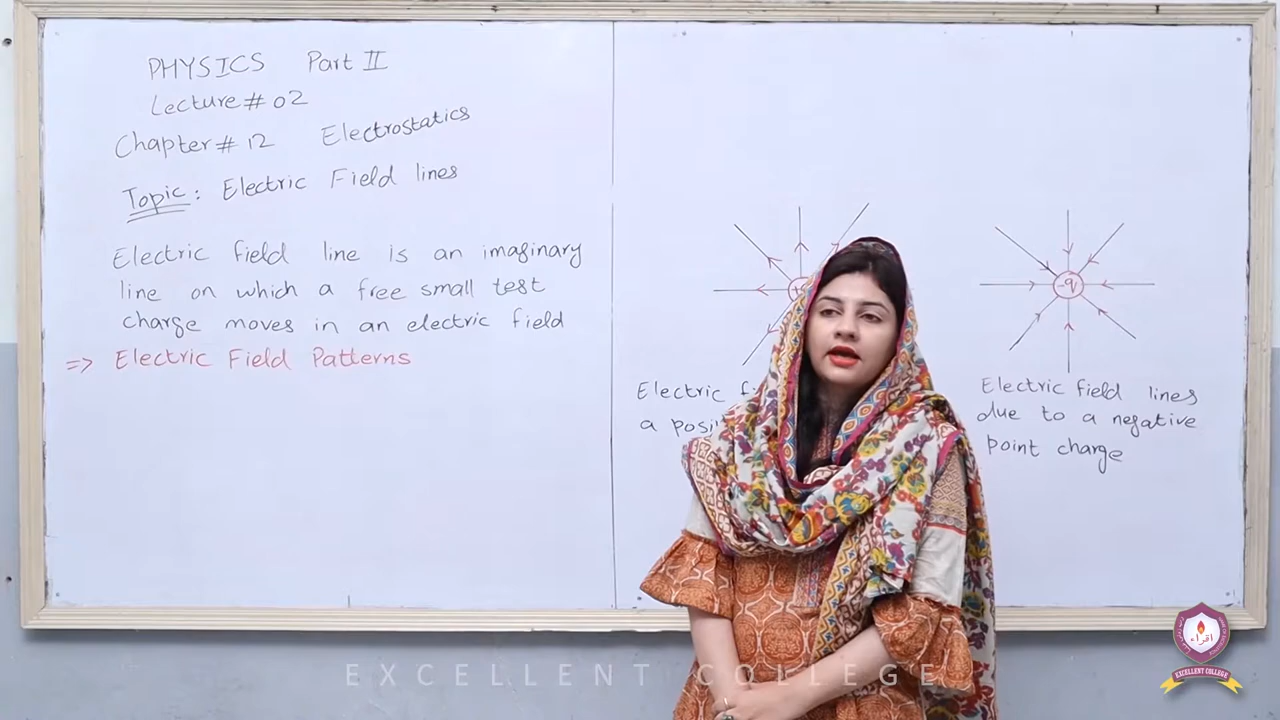 PHYSICS Part II
Lecture # 02
Chapter # 12 Electrostatics
Topic: Electric Field lines
Electric field line is an imaginary
line on which a free small test
charge moves in an electric field
=> Electric Field Patterns
Electric
a
-q
Electric field lines
due to a negative
point charge
EXCELLENT COLLEGE
اقراء
EXCELLENT COLLEGE